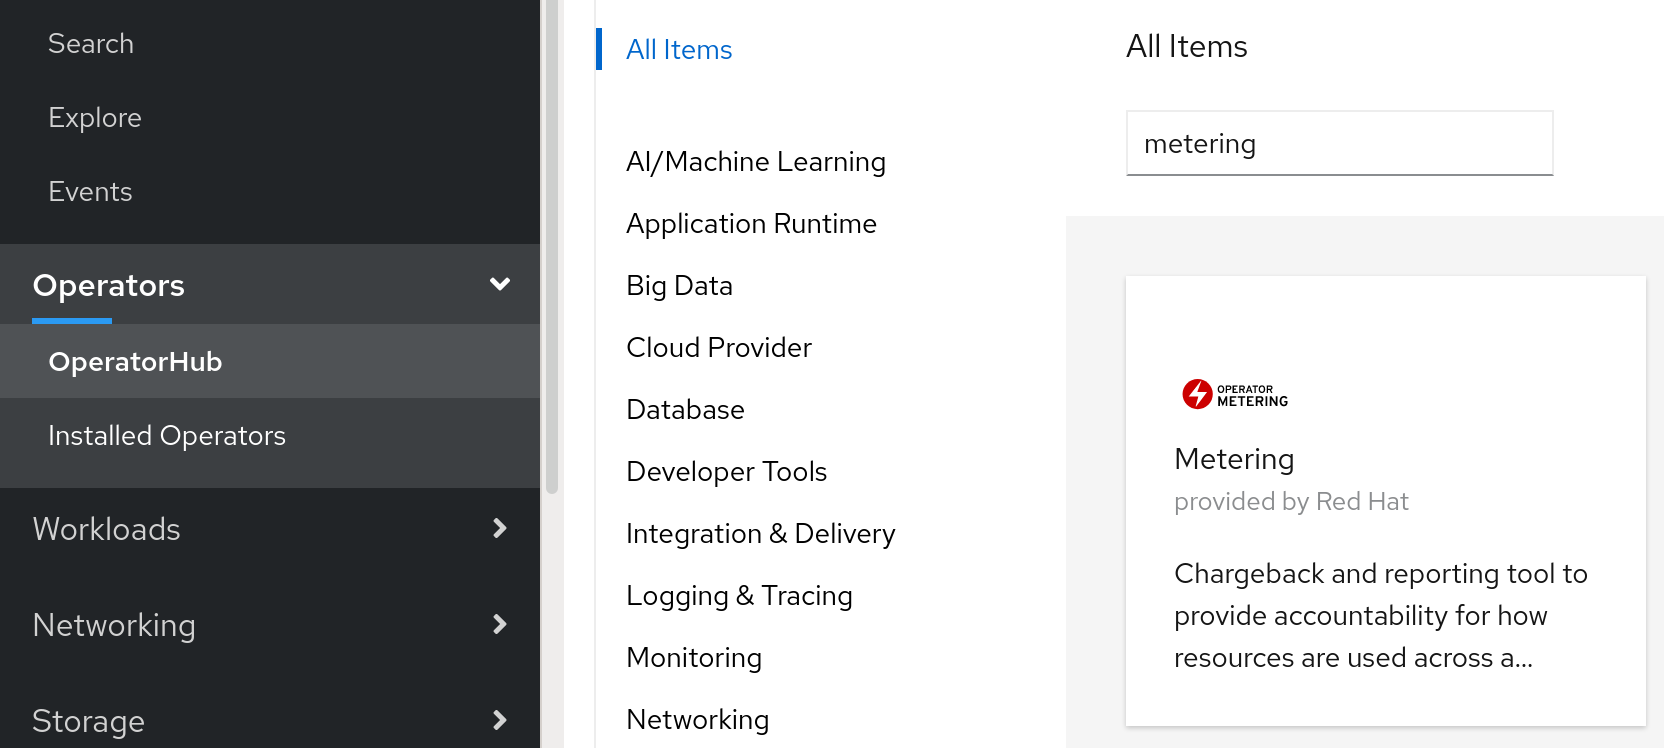 Search
Explore
Events
Operators
OperatorHub
Installed Operators
Workloads
Networking
Storage
All Items
AI/Machine Learning
Application Runtime
Big Data
Cloud Provider
Database
Developer Tools
Integration & Delivery
Logging & Tracing
Monitoring
Networking
All Items
metering
OPERATOR
METERING
Metering
provided by Red Hat
Chargeback and reporting tool to
provide accountability for how
resources are used across a...